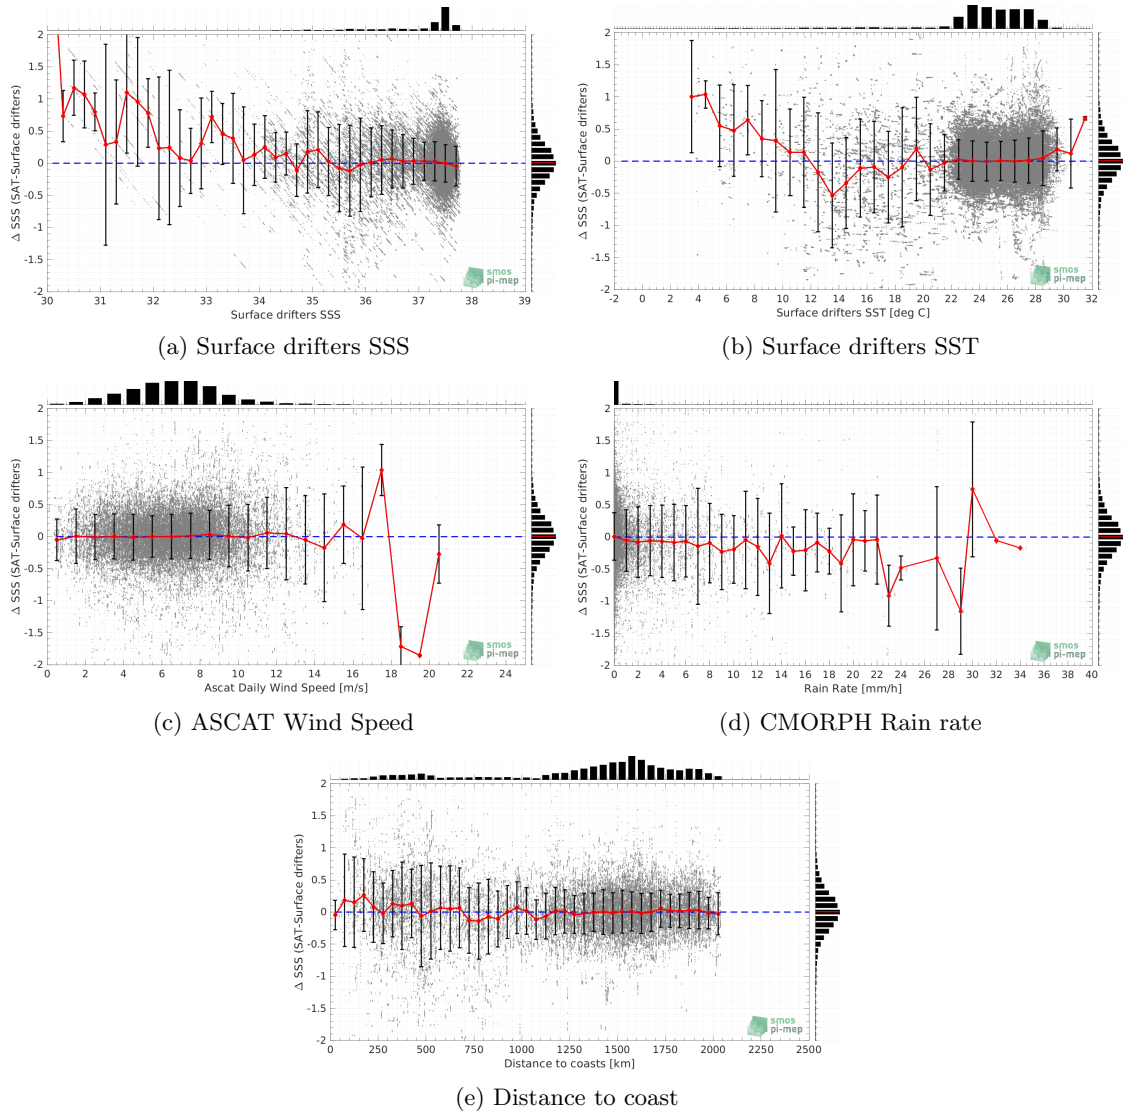 2
1.5
1
0.5
0
-0.5
-1
-1.5
-2
Δ SSS (SAT-Surface drifters)
30 31 32 33 34 35 36 37 38 39
Surface drifters SSS
smos
pi-mep
(a) Surface drifters SSS
2
1.5
1
0.5
0
-0.5
-1
-1.5
-2
Δ SSS (SAT-Surface drifters)
-2 0 2 4 6 8 10 12 14 16 18 20 22 24 26 28 30 32
Surface drifters SST [deg C]
smos
pi-mep
(b) Surface drifters SST
2
1.5
1
0.5
0
-0.5
-1
-1.5
-2
Δ SSS (SAT-Surface drifters)
0 2 4 6 8 10 12 14 16 18 20 22 24
Ascat Daily Wind Speed [m/s]
smos
pi-mep
(c) ASCAT Wind Speed
2
1.5
1
0.5
0
-0.5
-1
-1.5
-2
Δ SSS (SAT-Surface drifters)
0 2 4 6 8 10 12 14 16 18 20 22 24 26 28 30 32 34 36 38 40
Rain Rate [mm/h]
smos
pi-mep
(d) CMORPH Rain rate
2
1.5
1
0.5
0
-0.5
-1
-1.5
-2
Δ SSS (SAT-Surface drifters)
0 250 500 750 1000 1250 1500 1750 2000 2250 2500
Distance to coasts [km]
smos
pi-mep
(e) Distance to coast